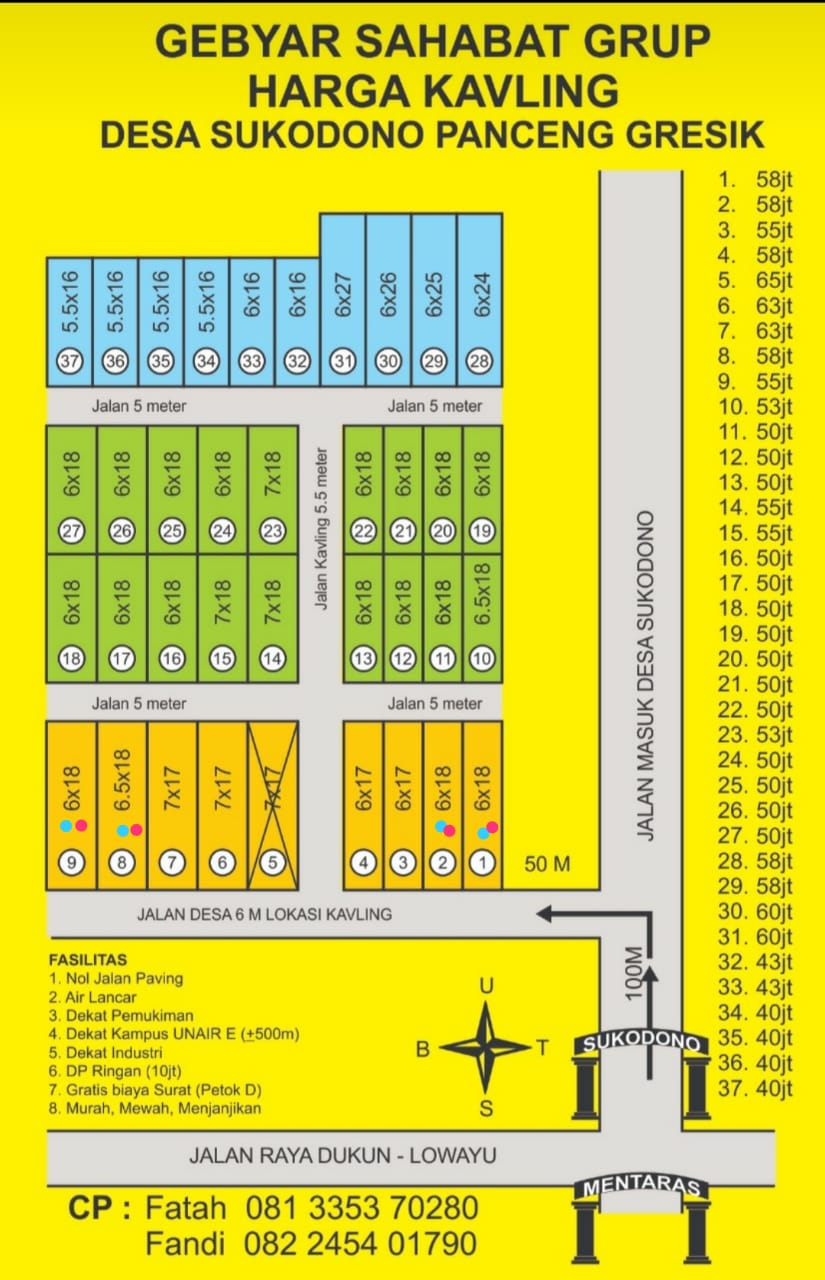 GEBYAR SAHABAT GRUP
HARGA KAVLING
DESA SUKODONO PANCENG GRESIK
1. 58jt
2. 58jt
3. 55jt
4. 58jt
5. 65jt
6. 63jt
7. 63jt
8. 58jt
9. 55jt
10. 53jt
11. 50jt
12. 50jt
13. 50jt
14. 55jt
15. 55jt
16. 50jt
17. 50jt
18. 50jt
19. 50jt
20. 50jt
21. 50jt
22. 50jt
23. 53jt
24. 50jt
25. 50jt
26. 50jt
27. 50jt
28. 58jt
29. 58jt
30. 60jt
31. 60jt
32. 43jt
33. 43jt
34. 40jt
35. 40jt
36. 40jt
37. 40jt
5.5x16 5.5x16 5.5x16 5.5x16 6x16 6x16 6x27 6x26 6x25 6x24
37 36 35 34 33 32 31 30 29 28
Jalan 5 meter Jalan 5 meter
6x18 6x18 6x18 6x18 7x18 6x18 6x18 6x18 6x18
27 26 25 24 23 22 21 20 19
Jalan Kavling 5.5 meter
6x18 6x18 6x18 7x18 7x18 6x18 6x18 6x18 6.5x18
18 17 16 15 14 13 12 11 10
Jalan 5 meter Jalan 5 meter
6x18 6.5x18 7x17 7x17 7x17 6x17 6x17 6x18 6x18
9 8 7 6 5 4 3 2 1
50 M
JALAN MASUK DESA SUKODONO
JALAN DESA 6 M LOKASI KAVLING
100M
FASILITAS
1. Nol Jalan Paving
2. Air Lancar
3. Dekat Pemukiman
4. Dekat Kampus UNAIR E (±500m)
5. Dekat Industri
6. DP Ringan (10jt)
7. Gratis biaya Surat (Petok D)
8. Murah, Mewah, Menjanjikan
U
B T
S
SUKODONO
JALAN RAYA DUKUN - LOWAYU
MENTARAS
CP : Fatah 081 3353 70280
Fandi 082 2454 01790